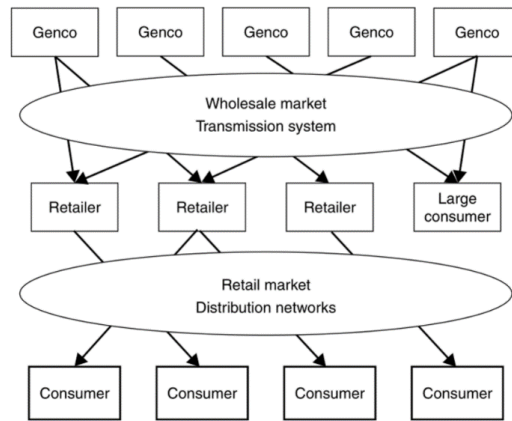 Genco
Genco
Genco
Genco
Genco
Wholesale market
Transmission system
Retailer
Retailer
Retailer
Large
consumer
Retail market
Distribution networks
Consumer
Consumer
Consumer
Consumer